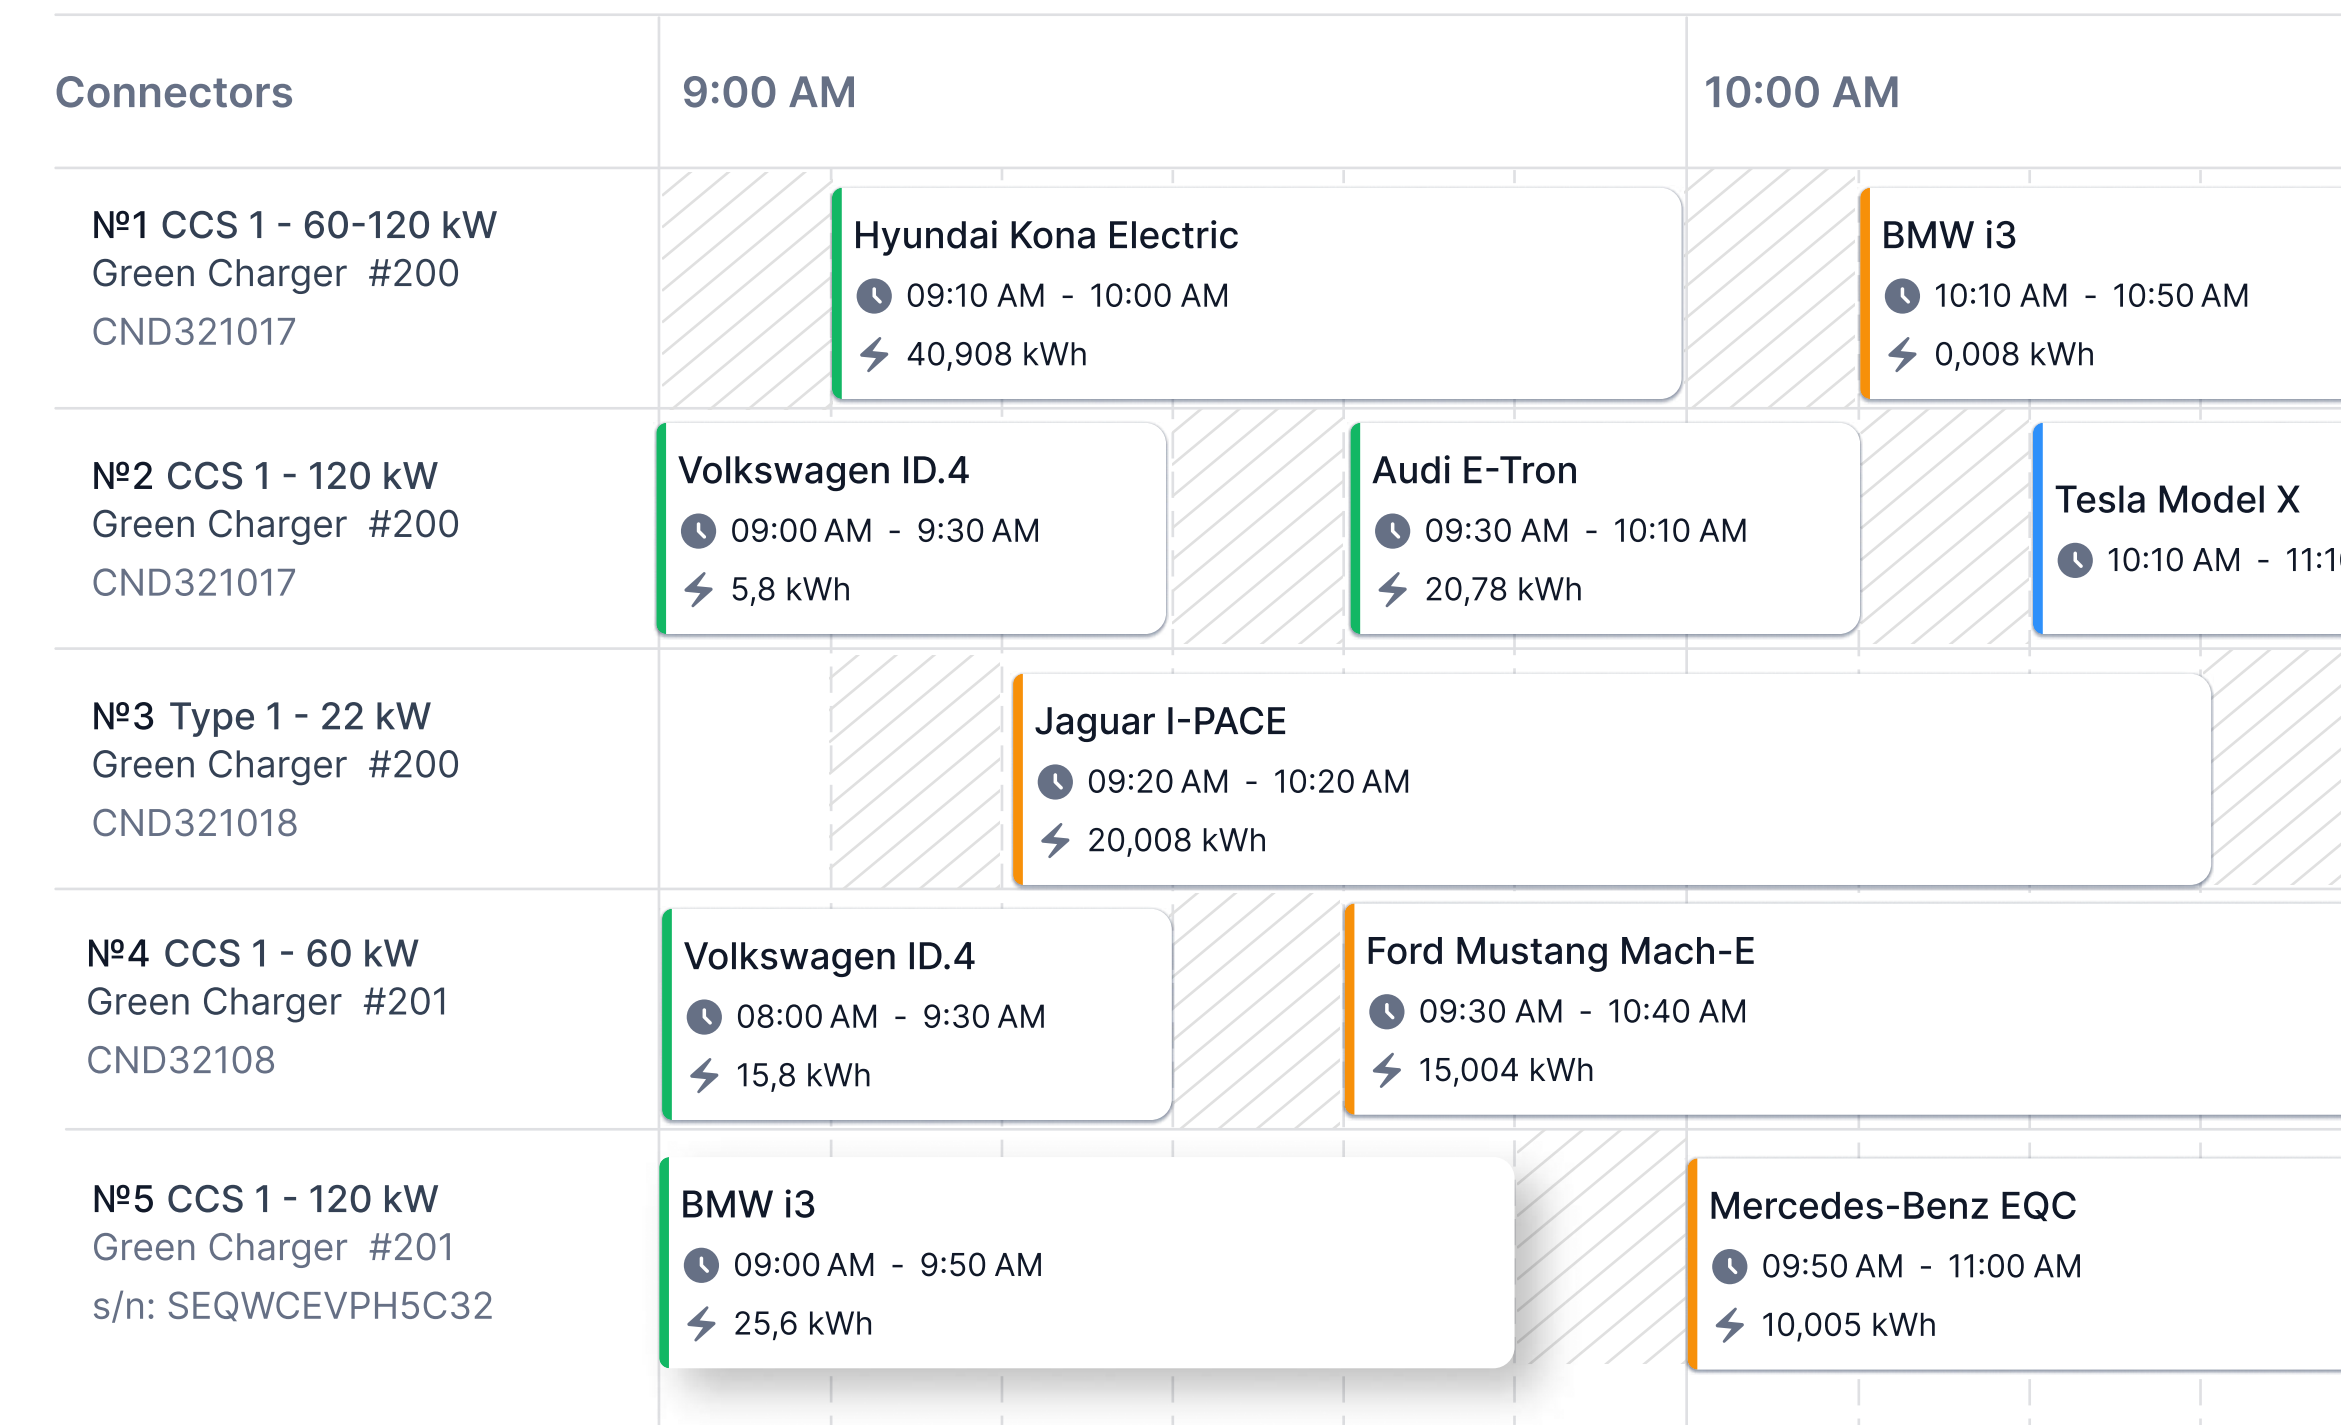 Connectors
9:00 AM
10:00 AM
№1 CCS 1 - 60-120 kW
Green Charger #200
CND321017
Hyundai Kona Electric
09:10 AM - 10:00 AM
40,908 kWh
BMW i3
10:10 AM - 10:50 AM
0,008 kWh
№2 CCS 1 - 120 kW
Green Charger #200
CND321017
Volkswagen ID.4
09:00 AM - 9:30 AM
5,8 kWh
Audi E-Tron
09:30 AM - 10:10 AM
20,78 kWh
Tesla Model X
10:10 AM -
№3 Type 1 - 22 kW
Green Charger #200
CND321018
Jaguar I-PACE
09:20 AM - 10:20 AM
20,008 kWh
№4 CCS 1 - 60 kW
Green Charger #201
CND32108
Volkswagen ID.4
08:00 AM - 9:30 AM
15,8 kWh
Ford Mustang Mach-E
09:30 AM - 10:40 AM
15,004 kWh
№5 CCS 1 - 120 kW
Green Charger #201
s/n: SEQWCEVPH5C32
BMW i3
09:00 AM - 9:50 AM
25,6 kWh
Mercedes-Benz EQC
09:50 AM - 11:00 AM
10,005 kWh